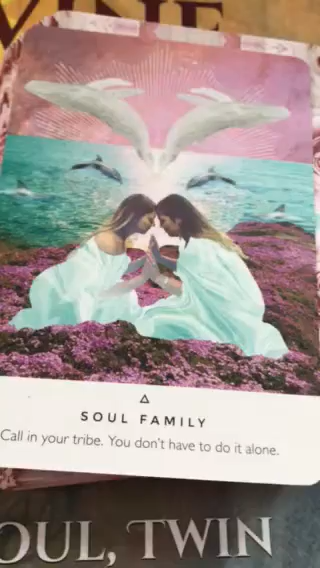 SOUL FAMILY
Call in your tribe. You don't have to do it alone.
OUL, TWIN